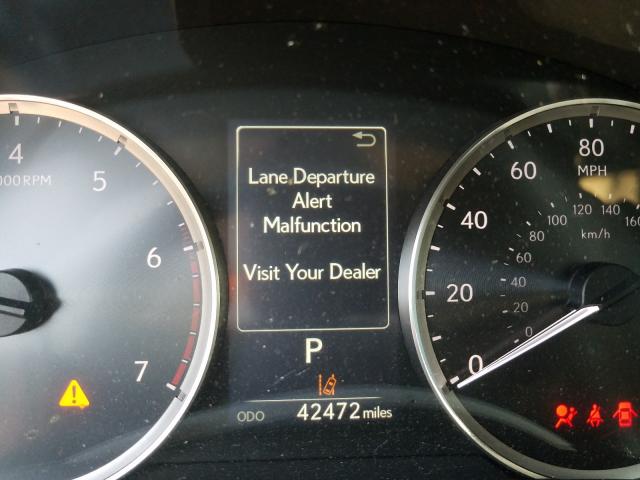 Lane Departure
Alert
Malfunction
Visit Your Dealer
P
ODO 42472 miles
4
000RPM
5
6
7
80
MPH
60
40
20
0
160
140
120
100
80
km/h
60
40
20
0